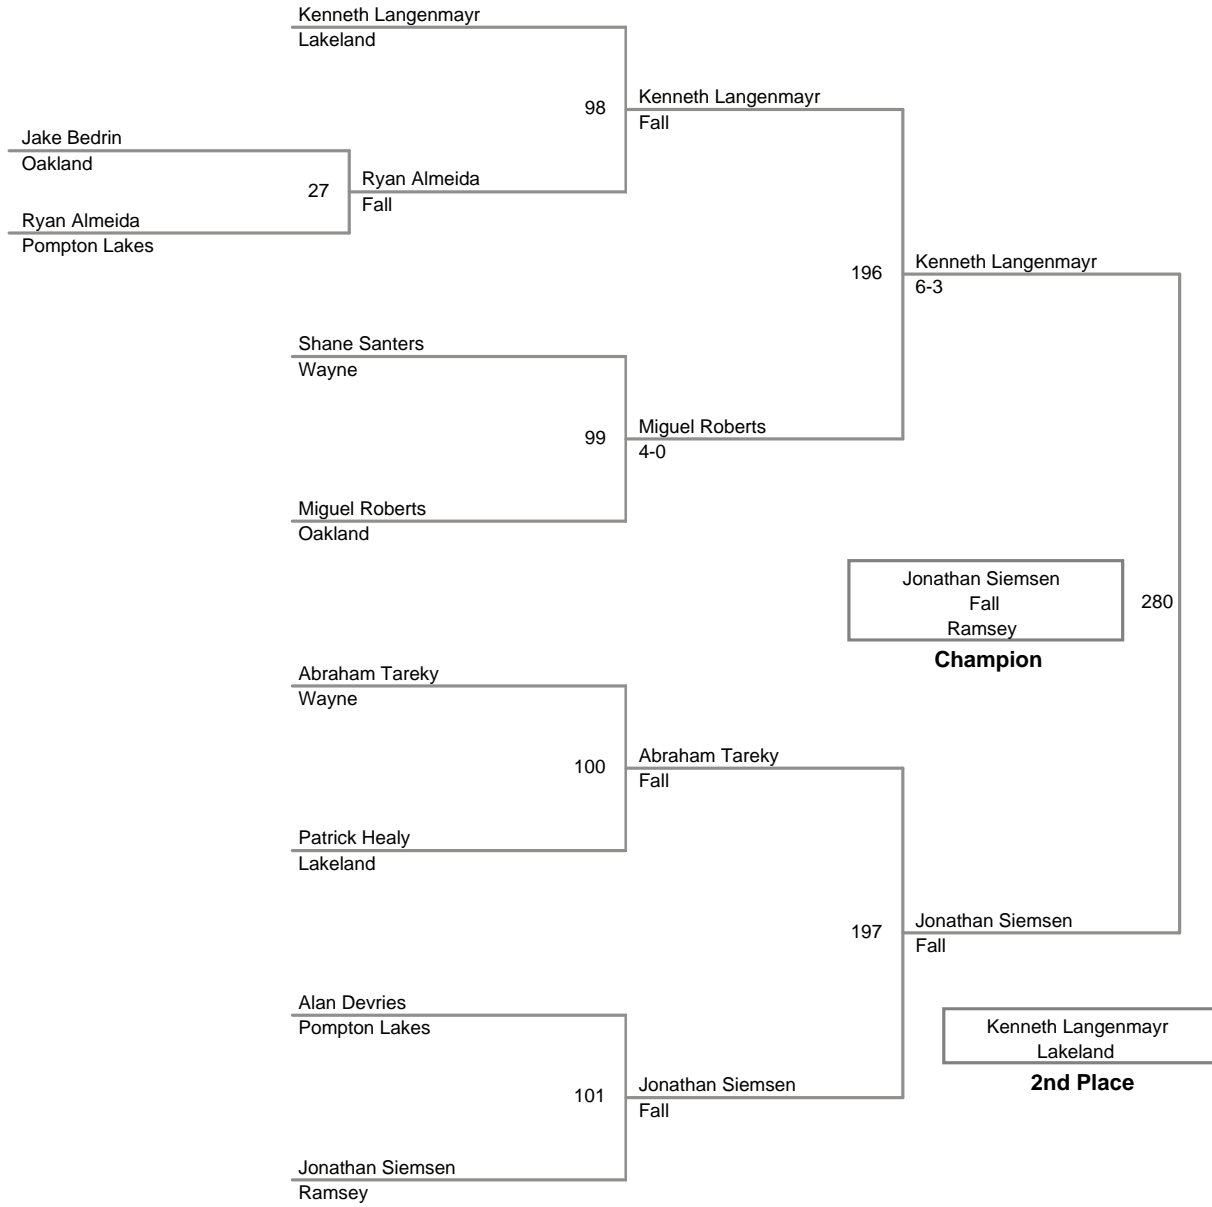 Kenneth Langenmayr
Lakeland
98
Kenneth Langenmayr
Fall
Jake Bedrin
Oakland
27
Ryan Almeida
Fall
Ryan Almeida
Pompton Lakes
196
Kenneth Langenmayr
6-3
Shane Santers
Wayne
99
Miguel Roberts
4-0
Miguel Roberts
Oakland
Jonathan Siemsen
Fall
Ramsey
Champion
280
Abraham Tareky
Wayne
100
Abraham Tareky
Fall
Patrick Healy
Lakeland
197
Jonathan Siemsen
Fall
Alan Devries
Pompton Lakes
101
Jonathan Siemsen
Fall
Jonathan Siemsen
Ramsey
Kenneth Langenmayr
Lakeland
2nd Place